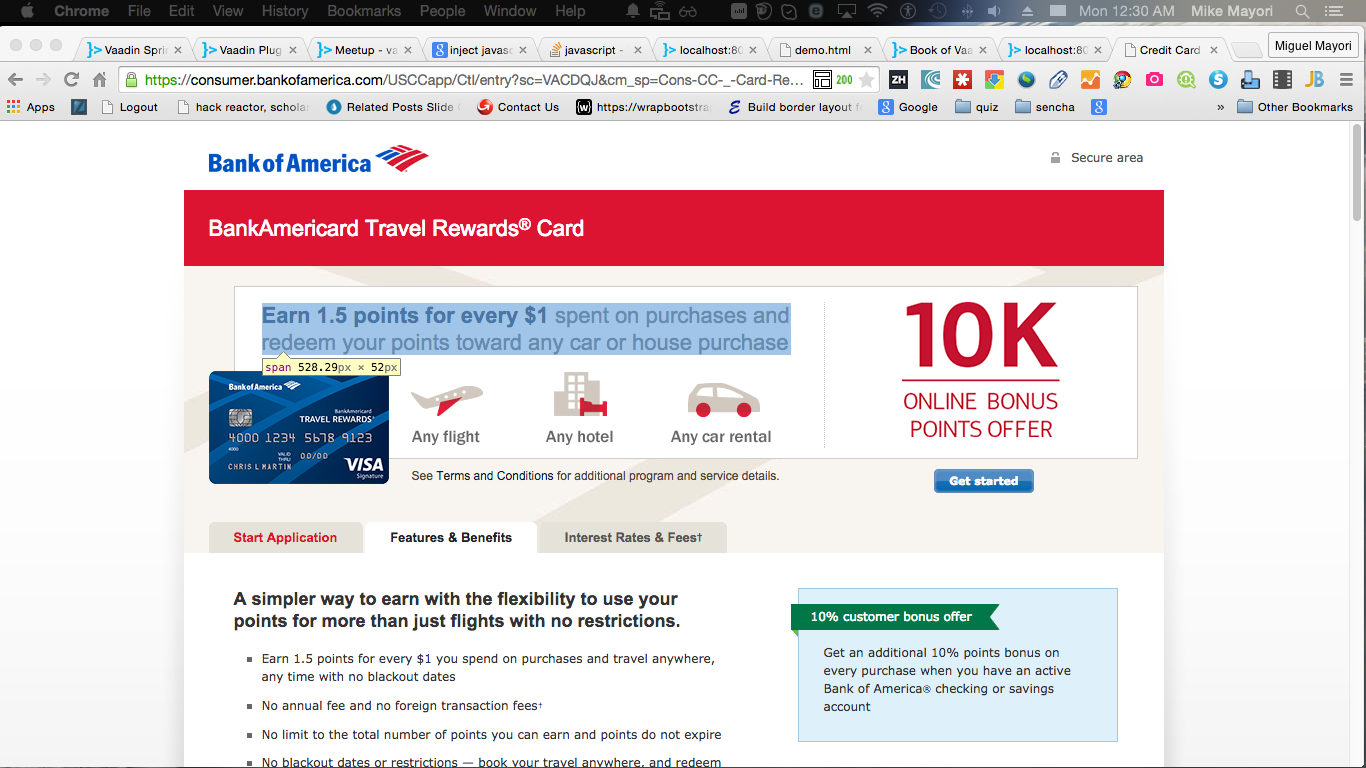 Chrome File Edit View History Bookmarks People Window Help Mon 12:30 AM Mike Mayori
Vaadin Spri Vaadin Plug Meetup - va inject javasc javascript - localhost:80 demo.html Book of Vaa localhost:80 Credit Card Miguel Mayori
https://consumer.bankofamerica.com/USCCapp/Ctl/entry?sc=VACDQJ&cm_sp=Cons-CC-_-Card-Re... 200 ZH JB
Apps Logout hack reactor, schola Related Posts Slide Contact Us https://wrapbootstra Build border layout f Google quiz sencha » Other Bookmarks
Bank of America
Secure area
BankAmericard Travel Rewards® Card
Earn 1.5 points for every $1 spent on purchases and
redeem your points toward any car or house purchase
span 528.29px × 52px
Bank of America
BankAmericard
TRAVEL REWARDS
4000 1234 5678 9123
4000
VALID
THRU
00/00
CHRIS L MARTIN
VISA
Signature
Any flight
Any hotel
Any car rental
10K
ONLINE BONUS
POINTS OFFER
See Terms and Conditions for additional program and service details.
Get started
Start Application
Features & Benefits
Interest Rates & Fees†
A simpler way to earn with the flexibility to use your
points for more than just flights with no restrictions.
Earn 1.5 points for every $1 you spend on purchases and travel anywhere,
any time with no blackout dates
No annual fee and no foreign transaction fees†
No limit to the total number of points you can earn and points do not expire
No blackout dates or restrictions — book your travel anywhere, and redeem
10% customer bonus offer
Get an additional 10% points bonus on
every purchase when you have an active
Bank of America® checking or savings
account